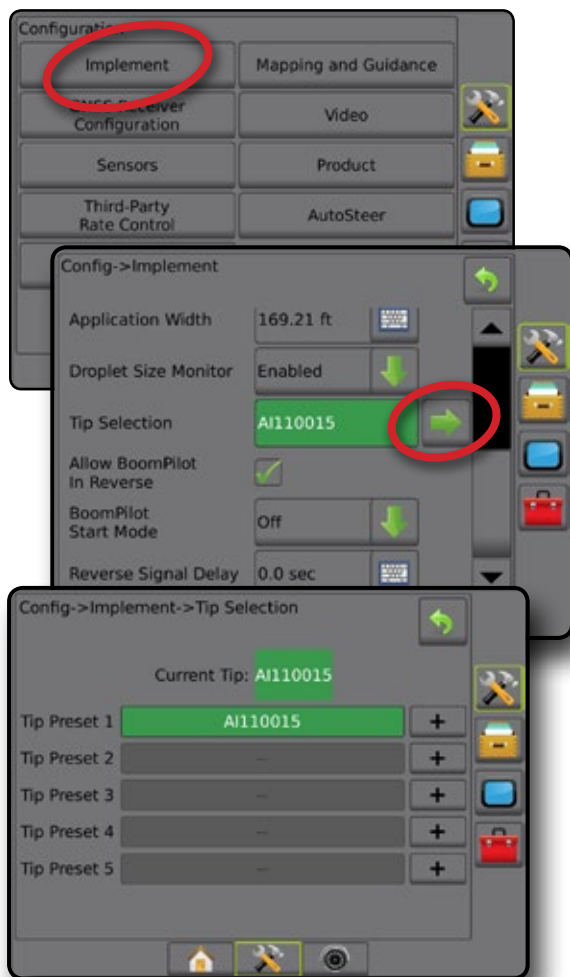 Configuration
Implement
Mapping and Guidance
GNSS Receiver
Configuration
Video
Sensors
Product
Third-Party
Rate Control
AutoSteer
Config->Implement
Application Width
169.21 ft
Droplet Size Monitor
Enabled
Tip Selection
AI110015
Allow BoomPilot
In Reverse
BoomPilot
Start Mode
Off
Reverse Signal Delay
0.0 sec
Config->Implement->Tip Selection
Current Tip: AI110015
Tip Preset 1 AI110015 +
Tip Preset 2 -- +
Tip Preset 3 -- +
Tip Preset 4 -- +
Tip Preset 5 -- +